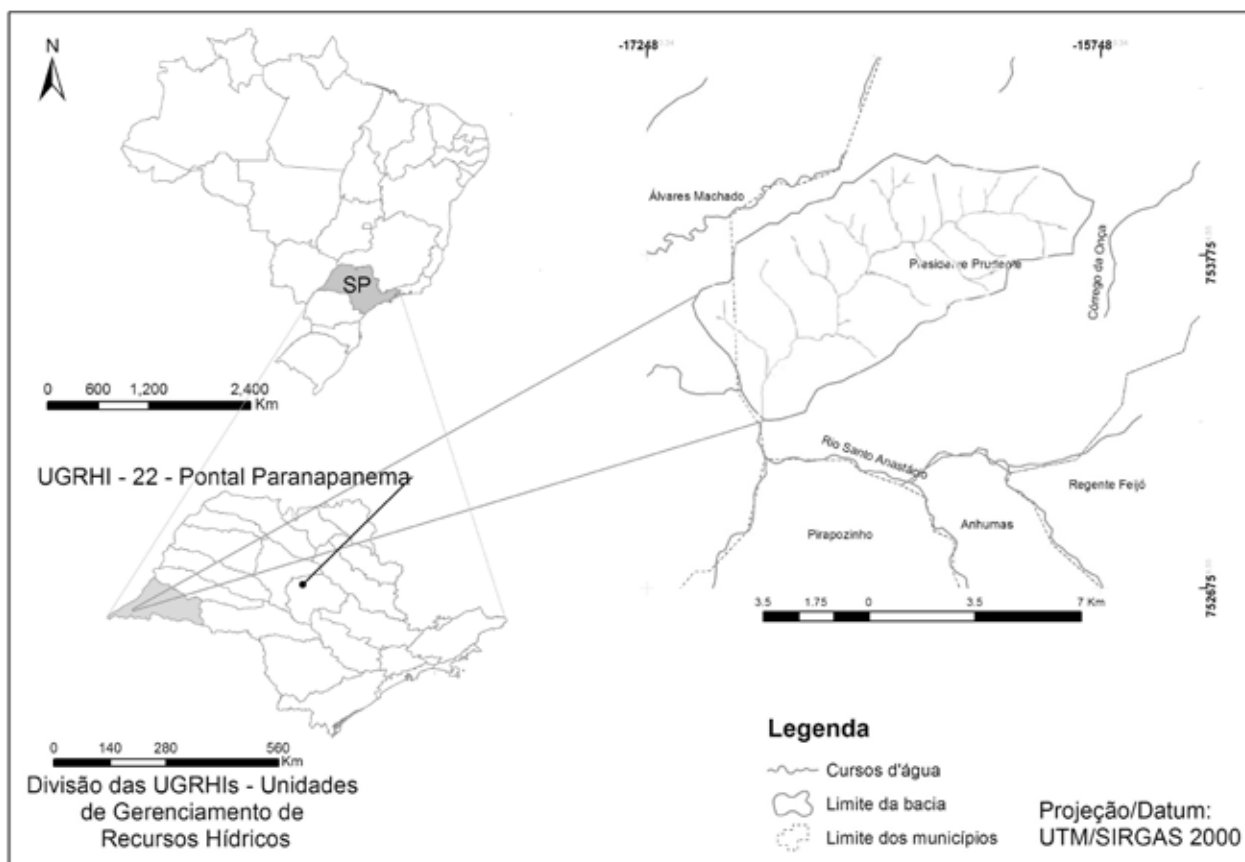 N
SP
0 600 1,200 2,400
Km
UGRHI - 22 - Pontal Paranapanema
0 140 280 560
Km
Divisão das UGRHIs - Unidades
de Gerenciamento de
Recursos Hídricos
-17248
-15748
Álvares Machado
Presidente Prudente
Córrego da Onça
753775
Rio Santo Anastácio
Regente Feijó
Anhumas
Pirapozinho
752675
3.5 1.75 0 3.5 7 Km
Legenda
Cursos d'água
Limite da bacia
Limite dos municípios
Projeção/Datum:
UTM/SIRGAS 2000